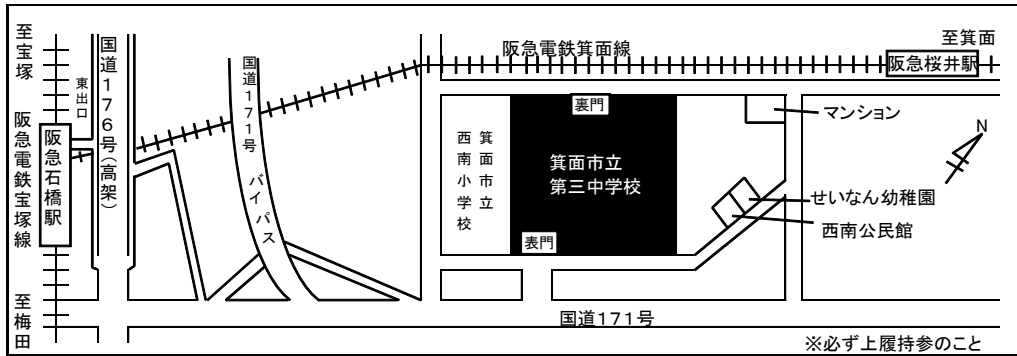 至宝塚
阪急電鉄宝塚線
至梅田
阪急石橋駅
東出口
国道176号(高架)
国道171号
バイパス
阪急電鉄箕面線
至箕面
阪急桜井駅
箕面市立
西南小学校
裏門
箕面市立
第三中学校
表門
マンション
せいなん幼稚園
西南公民館
N
国道171号
※必ず上履持参のこと